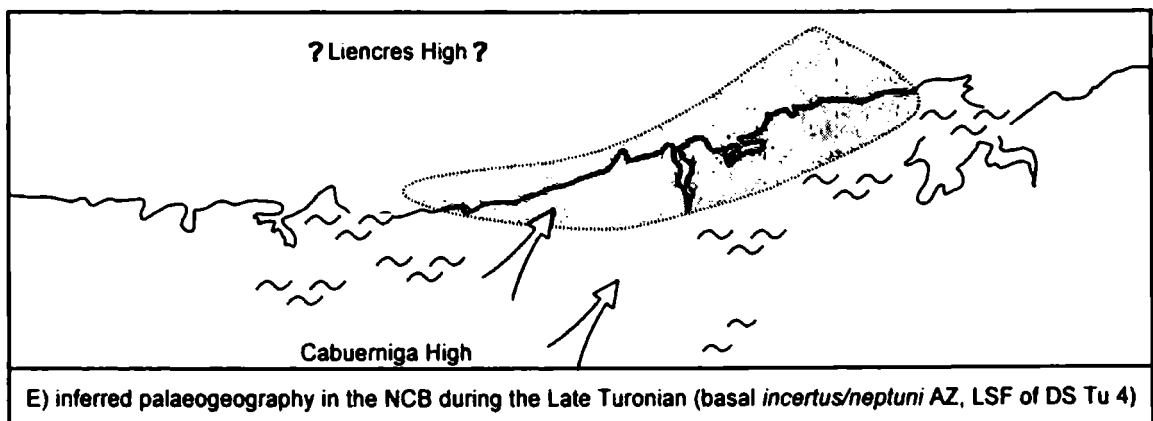 ? Liencres High ?
Cabuerniga High
E) inferred palaeogeography in the NCB during the Late Turonian (basal incertus/neptuni AZ, LSF of DS Tu 4)